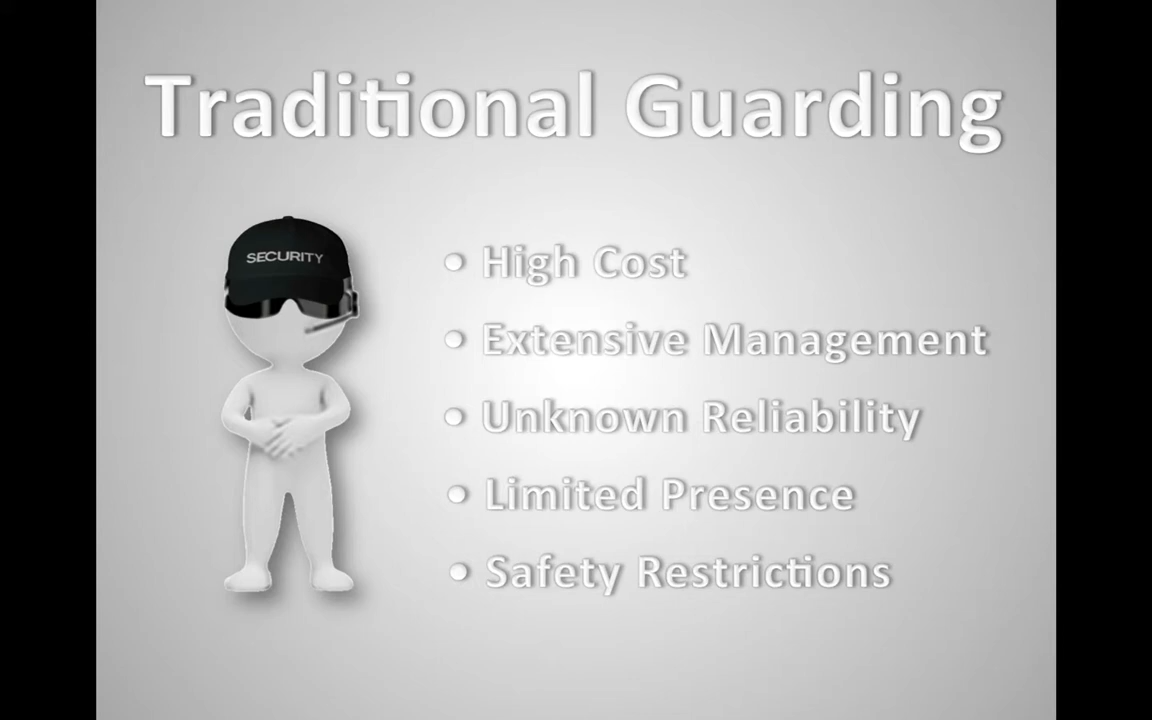 Traditional Guarding
SECURITY
• High Cost
• Extensive Management
• Unknown Reliability
• Limited Presence
• Safety Restrictions